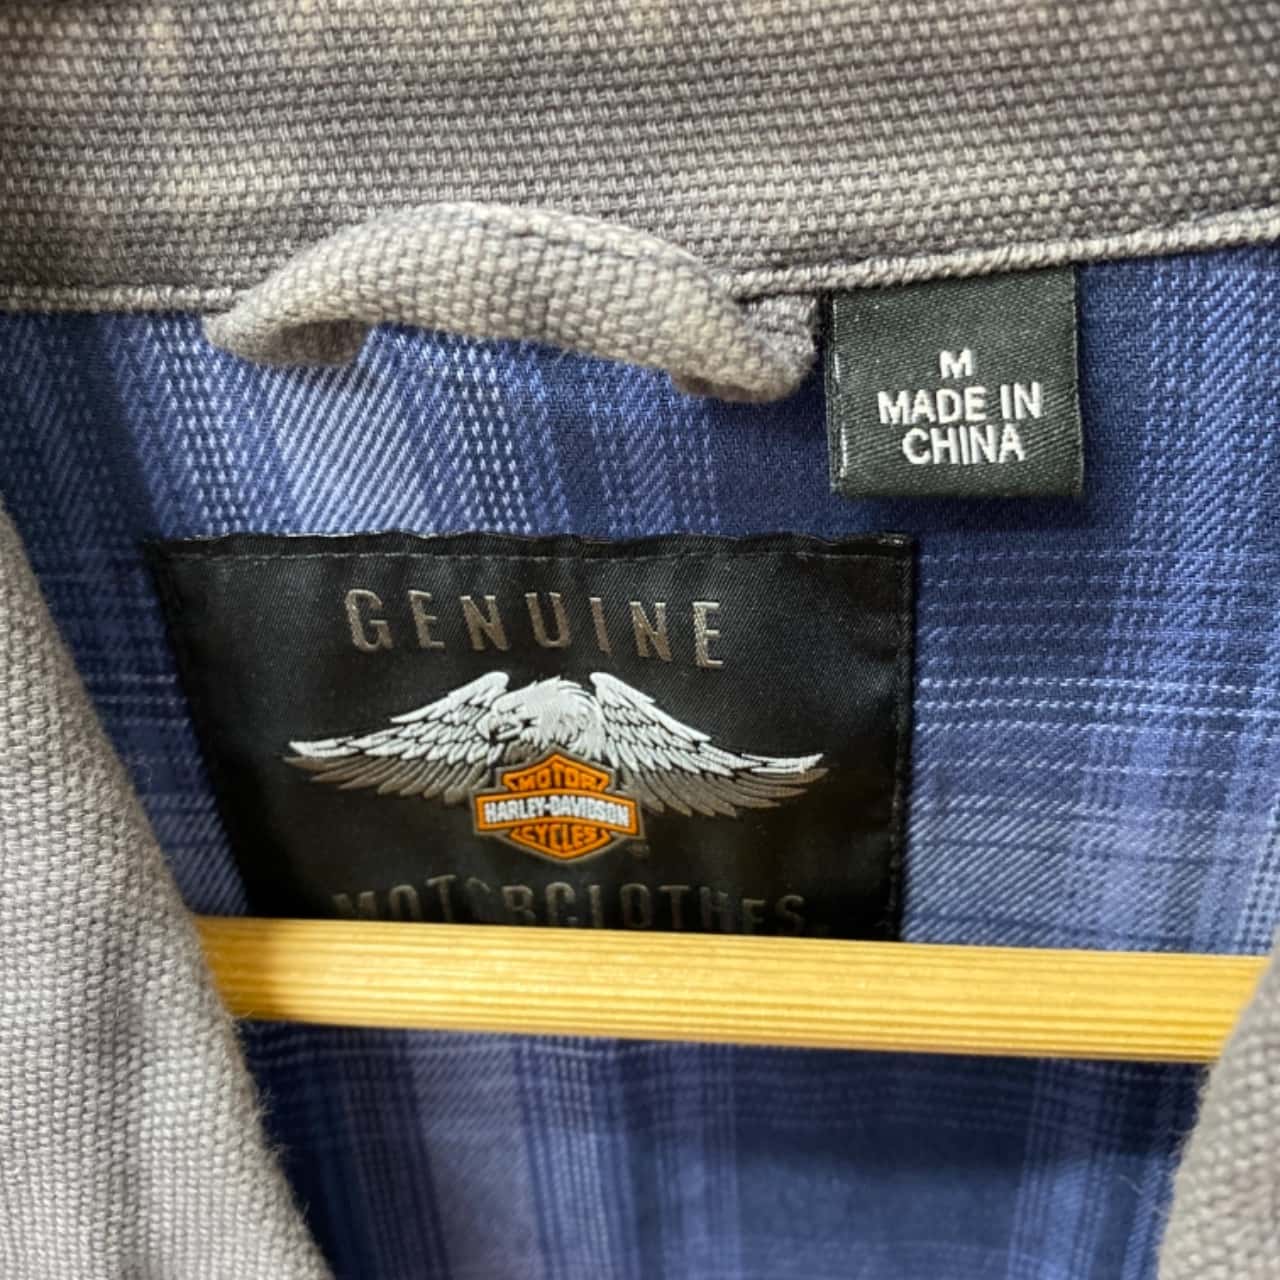 M
MADE IN
CHINA
GENUINE
MOTOR
HARLEY-DAVIDSON
CYCLES
MOTORCLOTHES